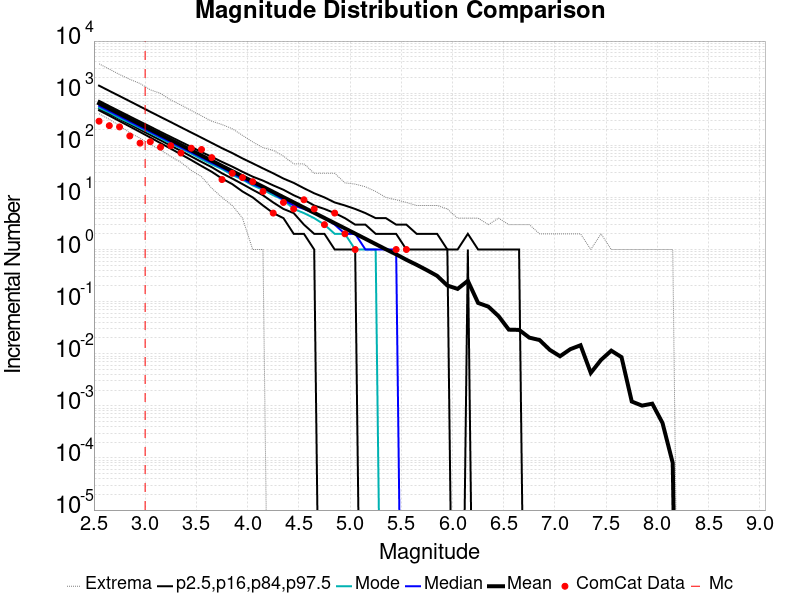 Magnitude Distribution Comparison
10^4
10^3
10^2
10^1
10^0
10^-1
10^-2
10^-3
10^-4
10^-5
Incremental Number
2.5 3.0 3.5 4.0 4.5 5.0 5.5 6.0 6.5 7.0 7.5 8.0 8.5 9.0
Magnitude
Extrema p2.5,p16,p84,p97.5 Mode Median Mean ComCat Data Mc